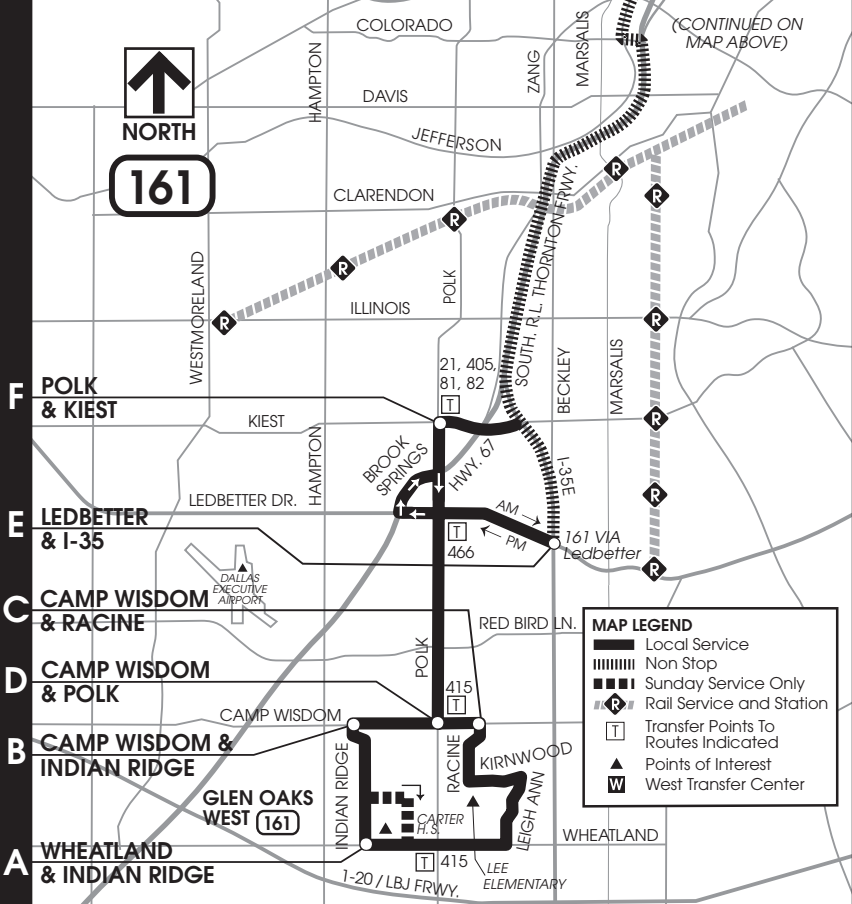 COLORADO
(CONTINUED ON
MAP ABOVE)
HAMPTON
ZANG
MARSALIS
DAVIS
NORTH
JEFFERSON
161
CLARENDON
R
R
R
R
R
WESTMORELAND
POLK
SOUTH. R.L. THORNTON FRWY.
ILLINOIS
R
BECKLEY
MARSALIS
21, 405,
81, 82
T
F
POLK
& KIEST
KIEST
R
HAMPTON
BROOK
SPRINGS
HWY. 67
I-35E
LEDBETTER DR.
R
E
LEDBETTER
& I-35
AM
PM
T
466
161 VIA
Ledbetter
R
DALLAS
EXECUTIVE
AIRPORT
C
CAMP WISDOM
& RACINE
RED BIRD LN.
POLK
D
CAMP WISDOM
& POLK
415
T
CAMP WISDOM
B
CAMP WISDOM &
INDIAN RIDGE
INDIAN RIDGE
RACINE
KIRNWOOD
LEIGH ANN
GLEN OAKS
WEST 161
CARTER
H.S.
WHEATLAND
A
WHEATLAND
& INDIAN RIDGE
T 415
LEE
ELEMENTARY
1-20 / LBJ FRWY.
MAP LEGEND
Local Service
Non Stop
Sunday Service Only
R Rail Service and Station
T Transfer Points To
Routes Indicated
Points of Interest
W West Transfer Center